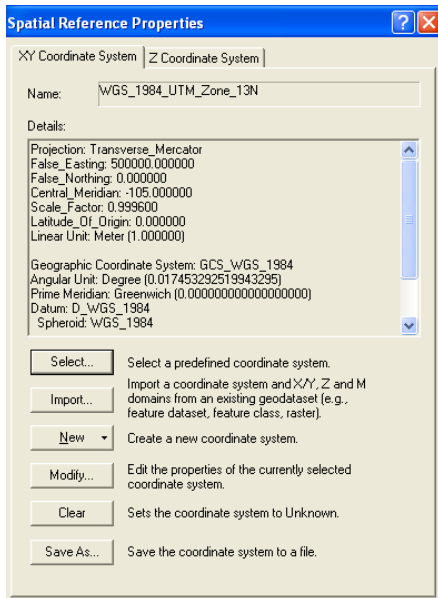 Spatial Reference Properties
XY Coordinate System
Z Coordinate System
Name:
WGS_1984_UTM_Zone_13N
Details:
Projection: Transverse_Mercator
False_Easting: 500000.000000
False_Northing: 0.000000
Central_Meridian: -105.000000
Scale_Factor: 0.999600
Latitude_Of_Origin: 0.000000
Linear Unit: Meter (1.000000)
Geographic Coordinate System: GCS_WGS_1984
Angular Unit: Degree (0.017453292519943295)
Prime Meridian: Greenwich (0.000000000000000000)
Datum: D_WGS_1984
Spheroid: WGS_1984
Select...
Select a predefined coordinate system.
Import...
Import a coordinate system and X/Y, Z and M
domains from an existing geodataset (e.g.,
feature dataset, feature class, raster).
New
Create a new coordinate system.
Modify...
Edit the properties of the currently selected
coordinate system.
Clear
Sets the coordinate system to Unknown.
Save As...
Save the coordinate system to a file.